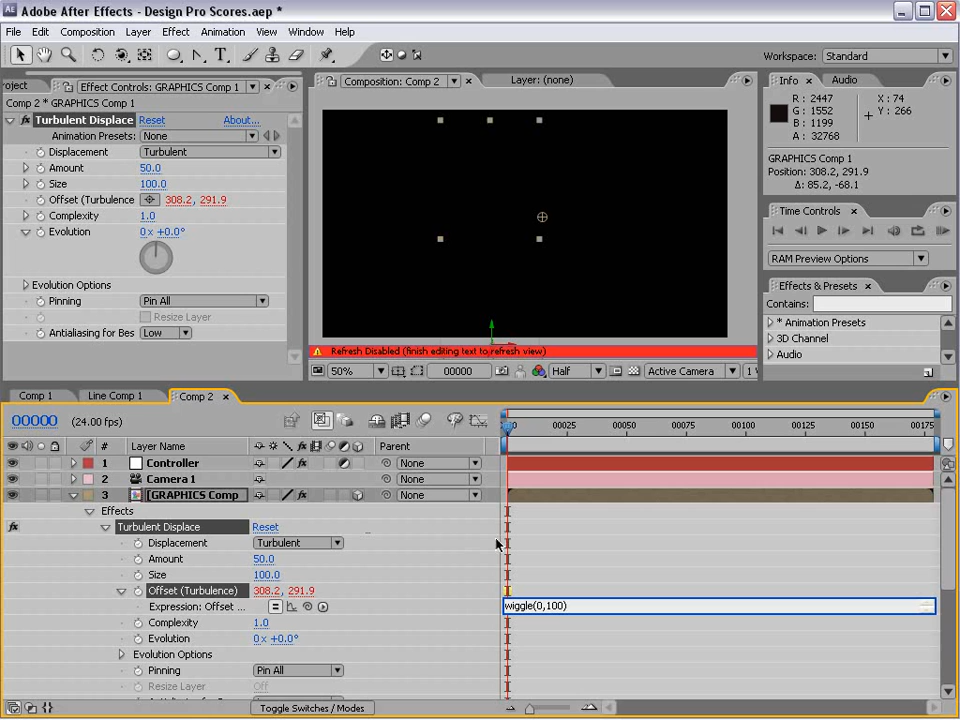 Adobe After Effects - Design Pro Scores.aep *
File Edit Composition Layer Effect Animation View Window Help
Workspace: Standard
roject Effect Controls: GRAPHICS Comp 1
Comp 2 * GRAPHICS Comp 1
Turbulent Displace Reset About...
Animation Presets: None
Displacement Turbulent
Amount 50.0
Size 100.0
Offset (Turbulence 308.2, 291.9
Complexity 1.0
Evolution 0 x +0.0°
Evolution Options
Pinning Pin All
Resize Layer
Antialiasing for Bes Low
Composition: Comp 2 Layer: (none)
Refresh Disabled (finish editing text to refresh view)
50% 00000 Half Active Camera 1
Info Audio
R : 2447
G : 1552
B : 1199
A : 32768
X : 74
Y : 266
GRAPHICS Comp 1
Position: 308.2, 291.9
Δ: 85.2, -68.1
Time Controls
RAM Preview Options
Effects & Presets
Contains:
* Animation Presets
3D Channel
Audio
Comp 1 Line Comp 1 Comp 2
00000 (24.00 fps)
0 00025 00050 00075 00100 00125 00150 00175
# Layer Name Parent
1 Controller None
2 Camera 1 None
3 [GRAPHICS Comp None
Effects
Turbulent Displace Reset
Displacement Turbulent
Amount 50.0
Size 100.0
Offset (Turbulence) 308.2, 291.9
Expression: Offset ... wiggle(0,100)
Complexity 1.0
Evolution 0 x +0.0°
Evolution Options
Pinning Pin All
Resize Layer Off
Toggle Switches / Modes